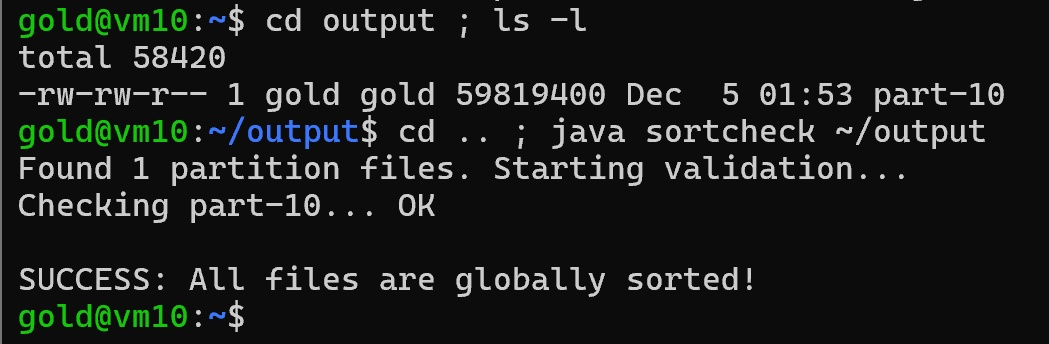 gold@vm10:~$ cd output ; ls -l
total 58420
-rw-rw-r-- 1 gold gold 59819400 Dec  5 01:53 part-10
gold@vm10:~/output$ cd .. ; java sortcheck ~/output
Found 1 partition files. Starting validation...
Checking part-10... OK

SUCCESS: All files are globally sorted!
gold@vm10:~$